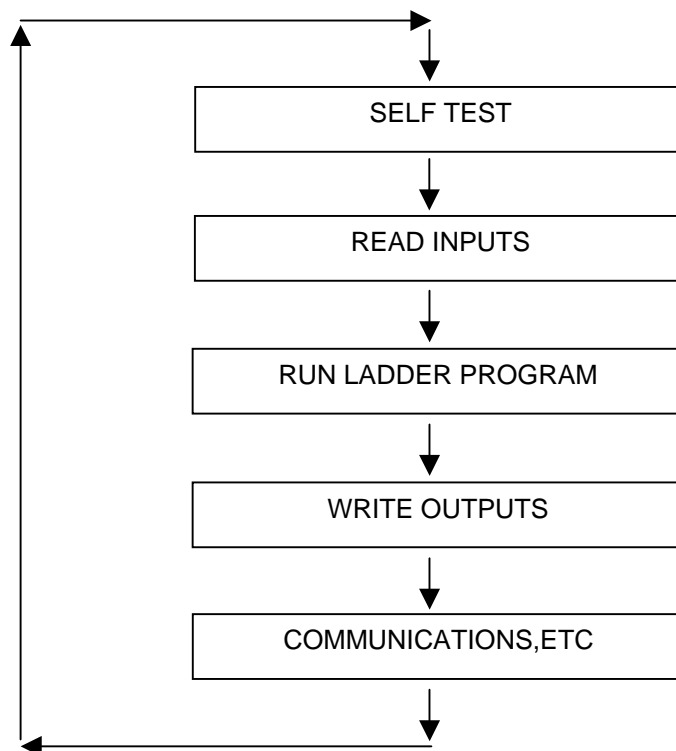 SELF TEST
READ INPUTS
RUN LADDER PROGRAM
WRITE OUTPUTS
COMMUNICATIONS,ETC